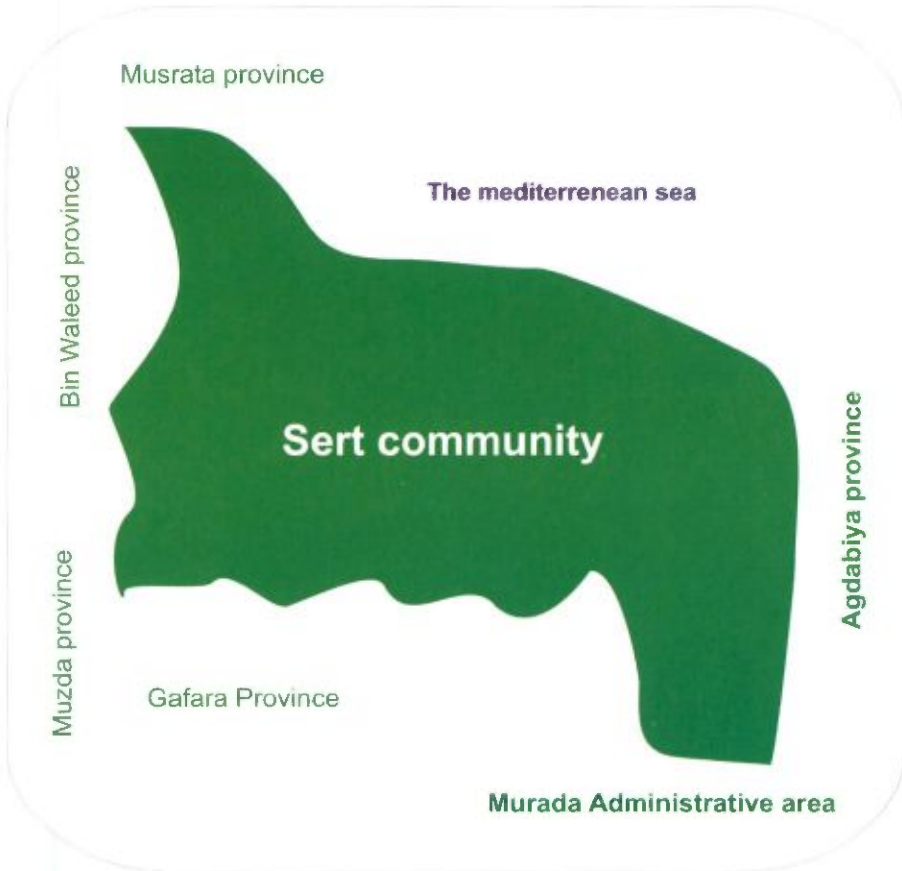 Musrata province
The mediterrenean sea
Bin Waleed province
Sert community
Agdabiya province
Muzda province
Gafara Province
Murada Administrative area